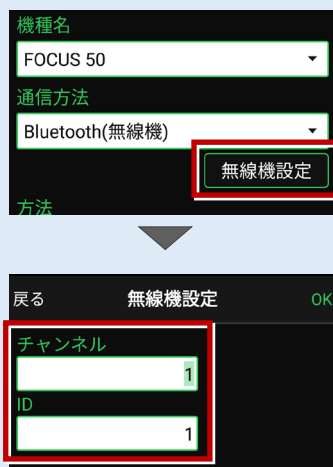 機種名
FOCUS 50
通信方法
Bluetooth(無線機)
無線機設定
方法
戻る 無線機設定 OK
チャンネル
1
ID
1